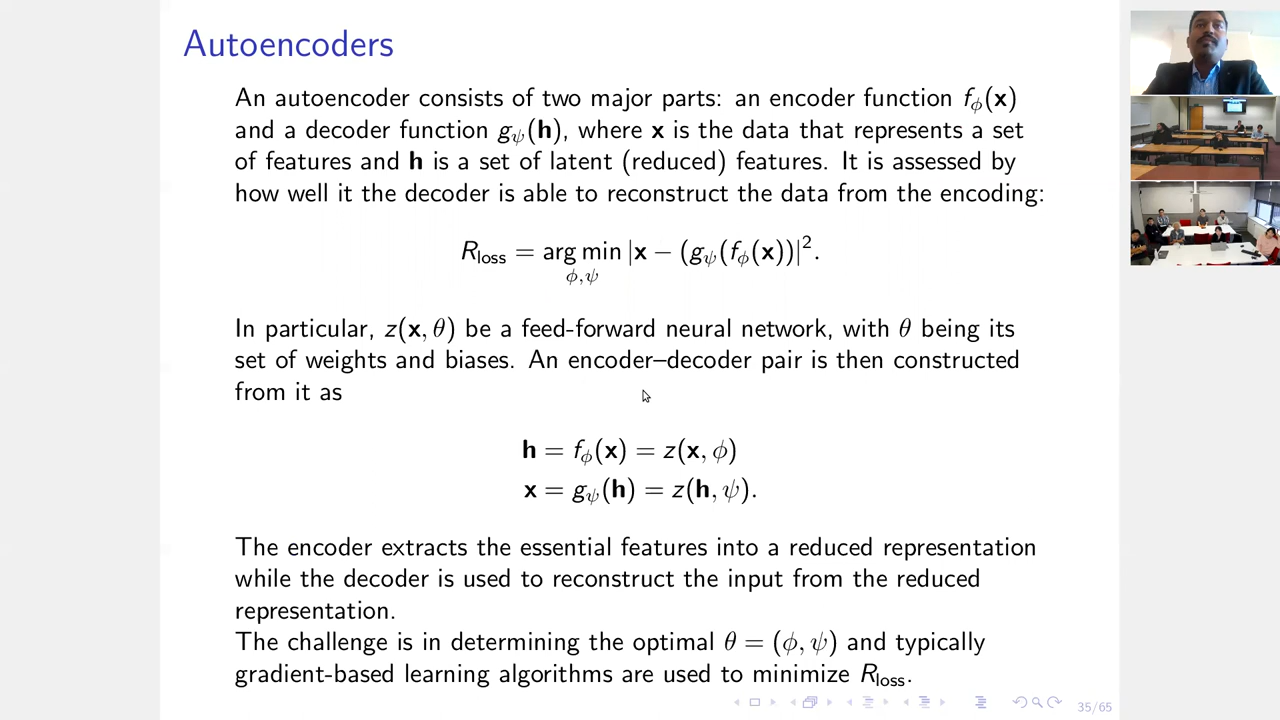 Autoencoders
An autoencoder consists of two major parts: an encoder function f_ϕ(x)
and a decoder function g_ψ(h), where x is the data that represents a set
of features and h is a set of latent (reduced) features. It is assessed by
how well it the decoder is able to reconstruct the data from the encoding:
R_loss = arg min_{ϕ,ψ} |x − (g_ψ(f_ϕ(x))|².
In particular, z(x, θ) be a feed-forward neural network, with θ being its
set of weights and biases. An encoder–decoder pair is then constructed
from it as
h = f_ϕ(x) = z(x, ϕ)
x = g_ψ(h) = z(h, ψ).
The encoder extracts the essential features into a reduced representation
while the decoder is used to reconstruct the input from the reduced
representation.
The challenge is in determining the optimal θ = (ϕ, ψ) and typically
gradient-based learning algorithms are used to minimize R_loss.
35/65